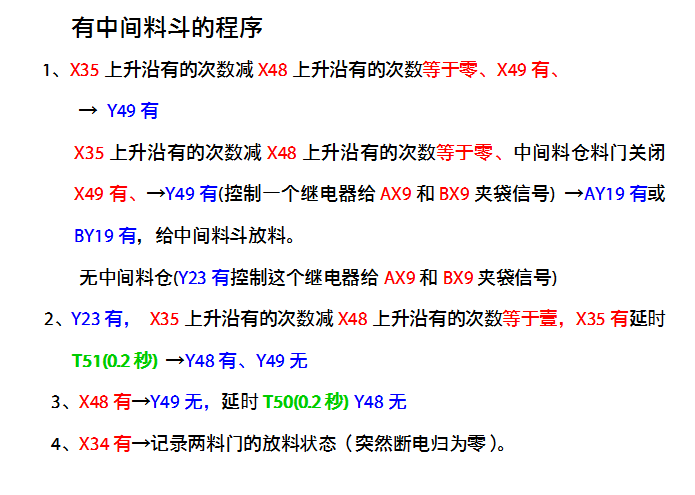 有中间料斗的程序
1、X35 上升沿有的次数减 X48 上升沿有的次数等于零、X49 有、
→ Y49 有
X35 上升沿有的次数减 X48 上升沿有的次数等于零、中间料仓料门关闭
X49 有、→Y49 有(控制一个继电器给 AX9 和 BX9 夹袋信号) →AY19 有或
BY19 有，给中间料斗放料。
无中间料仓(Y23 有控制这个继电器给 AX9 和 BX9 夹袋信号)
2、Y23 有， X35 上升沿有的次数减 X48 上升沿有的次数等于壹，X35 有延时
T51(0.2 秒) →Y48 有、Y49 无
3、X48 有→Y49 无，延时 T50(0.2 秒) Y48 无
4、X34 有→记录两料门的放料状态（突然断电归为零）。